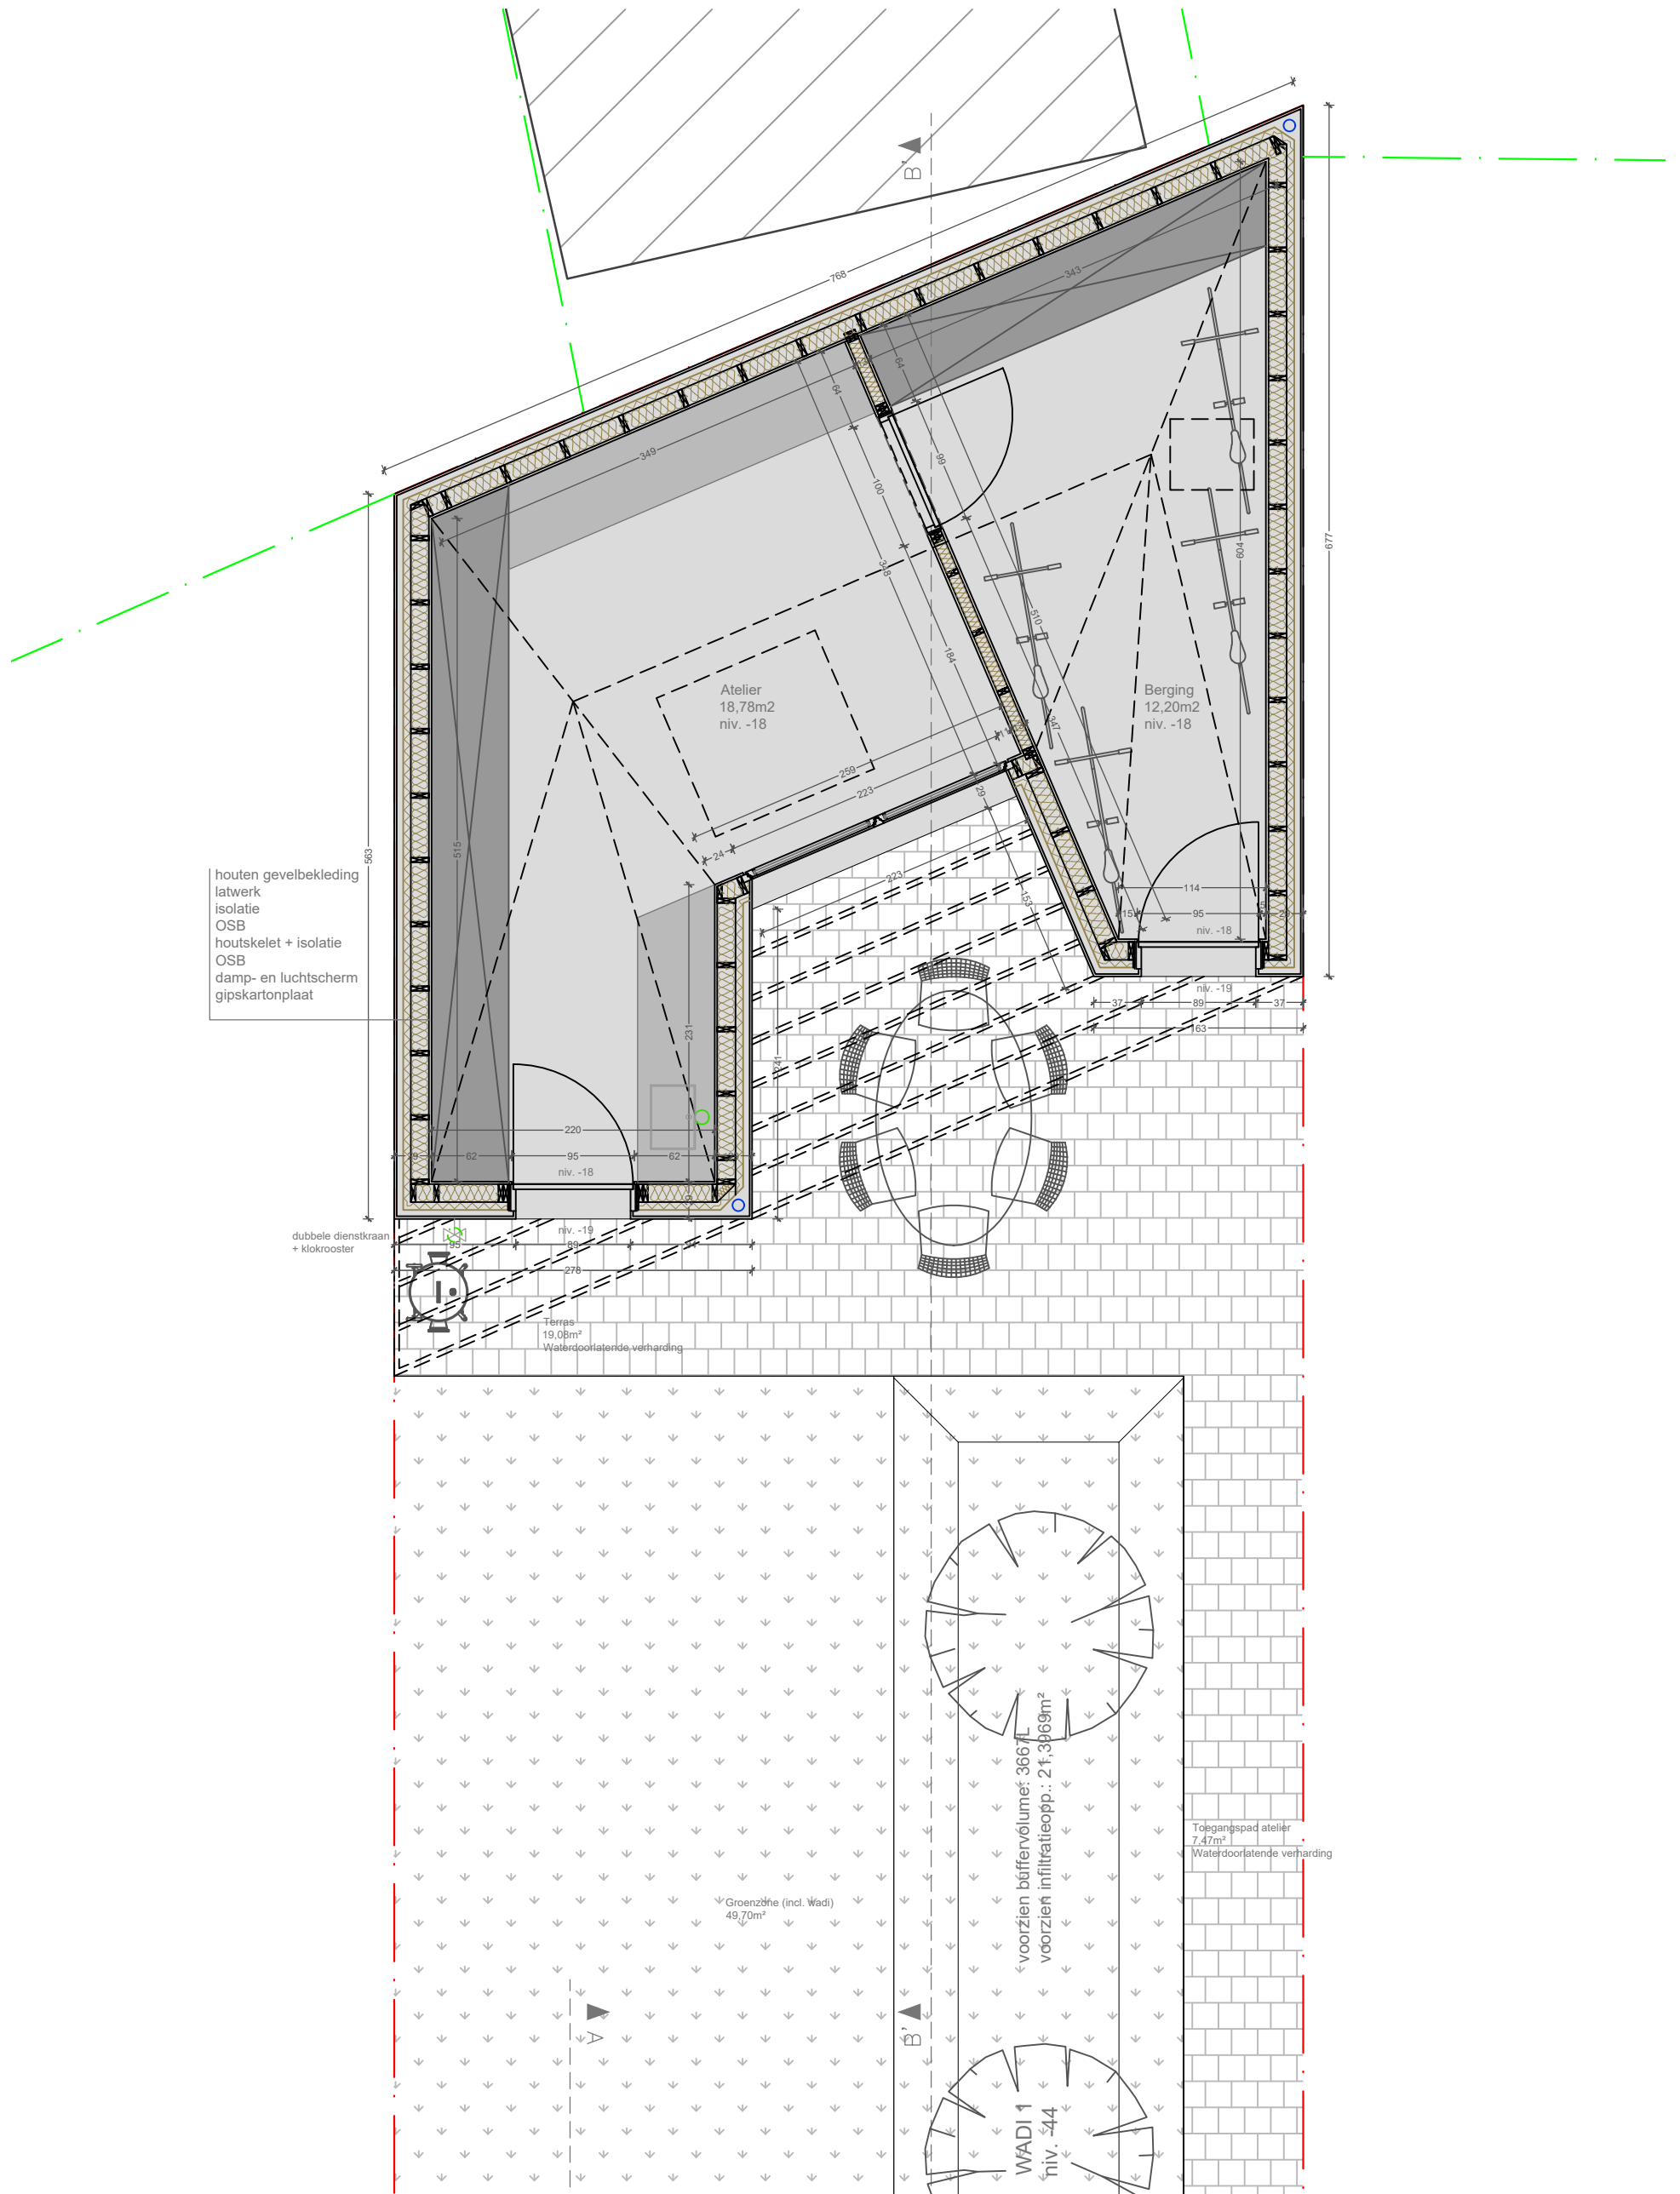 B'
768
343
349
64
64
99
100
348
184
510
347
604
677
563
515
Atelier
18,78m2
niv. -18
Berging
12,20m2
niv. -18
259
223
11
29
24
223
153
houten gevelbekleding
latwerk
isolatie
OSB
houtskelet + isolatie
OSB
damp- en luchtscherm
gipskartonplaat
114
15
95
niv. -18
niv. -19
37
89
37
163
231
241
220
29
62
95
62
niv. -18
dubbele dienstkraan
+ klokrooster
niv. -19
95
89
278
Terras
19,08m²
Waterdoorlatende verharding
voorzien buffervolume: 3667L
voorzien infiltratieopp.: 21,3969m²
Toegangspad atelier
7,47m²
Waterdoorlatende verharding
Groenzone (incl. wadi)
49,70m²
A
B'
WADI 1
niv. -44